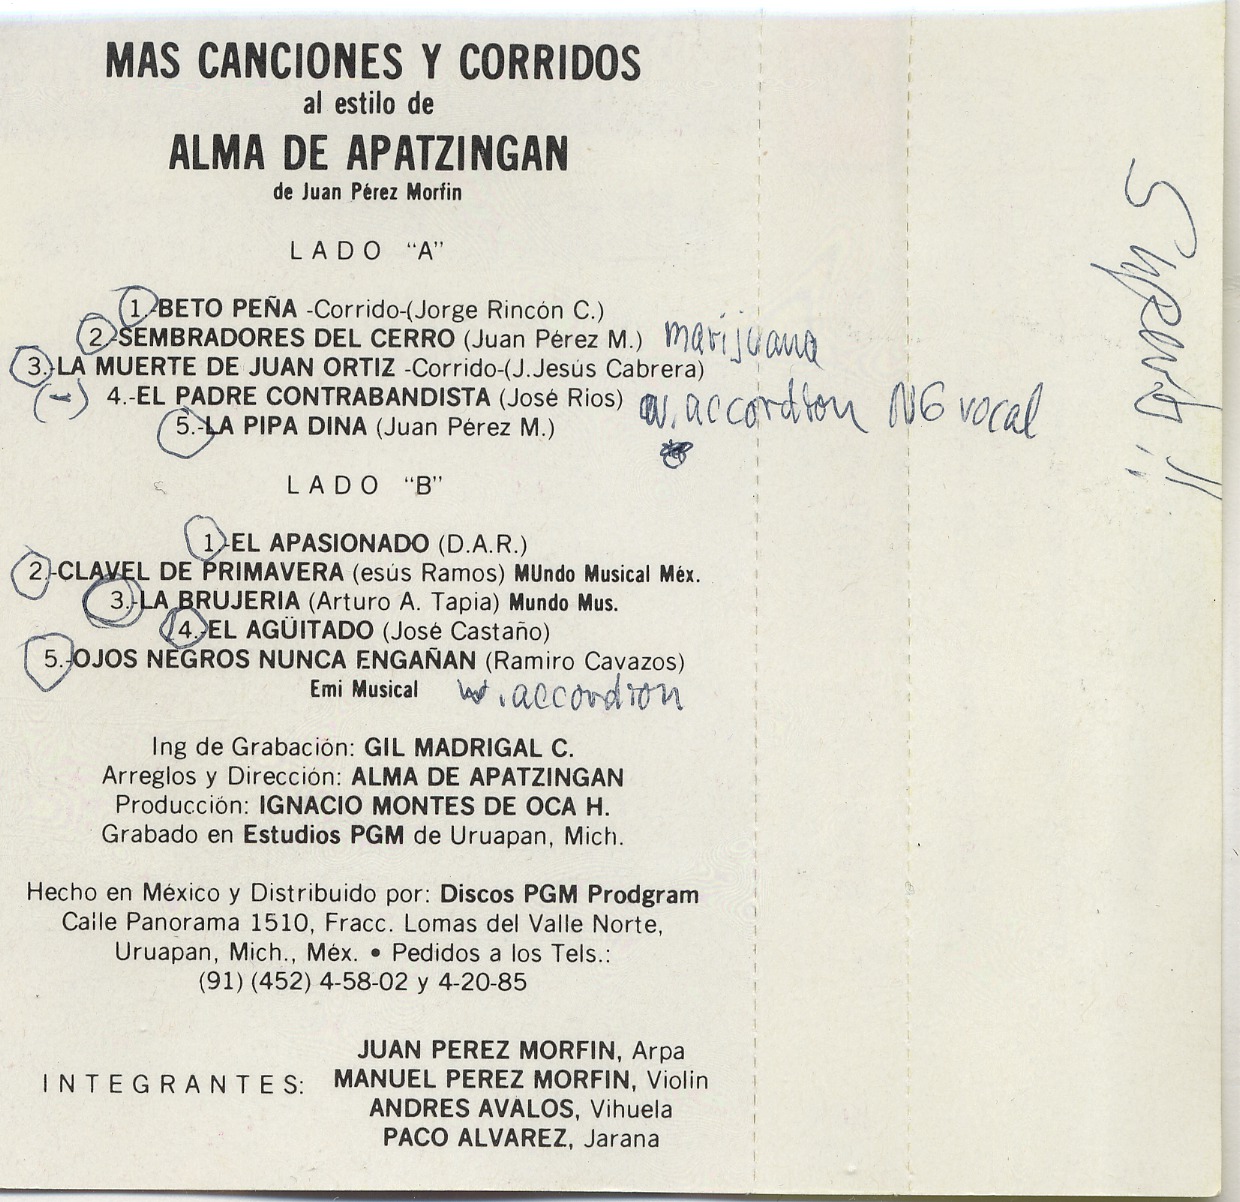 MAS CANCIONES Y CORRIDOS
al estilo de
ALMA DE APATZINGAN
de Juan Pérez Morfin
LADO "A"
1.-BETO PEÑA -Corrido-(Jorge Rincón C.)
2.-SEMBRADORES DEL CERRO (Juan Pérez M.) marijuana
3.-LA MUERTE DE JUAN ORTIZ -Corrido-(J.Jesús Cabrera)
(-) 4.-EL PADRE CONTRABANDISTA (José Rios) w. accordion NG vocal
5.-LA PIPA DINA (Juan Pérez M.)
LADO "B"
1.-EL APASIONADO (D.A.R.)
2.-CLAVEL DE PRIMAVERA (esús Ramos) MUndo Musical Méx.
3.-LA BRUJERIA (Arturo A. Tapia) Mundo Mus.
4.-EL AGÜITADO (José Castaño)
5.-OJOS NEGROS NUNCA ENGAÑAN (Ramiro Cavazos)
Emi Musical w. accordion
Ing de Grabación: GIL MADRIGAL C.
Arreglos y Dirección: ALMA DE APATZINGAN
Producción: IGNACIO MONTES DE OCA H.
Grabado en Estudios PGM de Uruapan, Mich.
Hecho en México y Distribuido por: Discos PGM Prodgram
Calle Panorama 1510, Fracc. Lomas del Valle Norte,
Uruapan, Mich., Méx. • Pedidos a los Tels.:
(91) (452) 4-58-02 y 4-20-85
INTEGRANTES:
JUAN PEREZ MORFIN, Arpa
MANUEL PEREZ MORFIN, Violin
ANDRES AVALOS, Vihuela
PACO ALVAREZ, Jarana
Superb!!